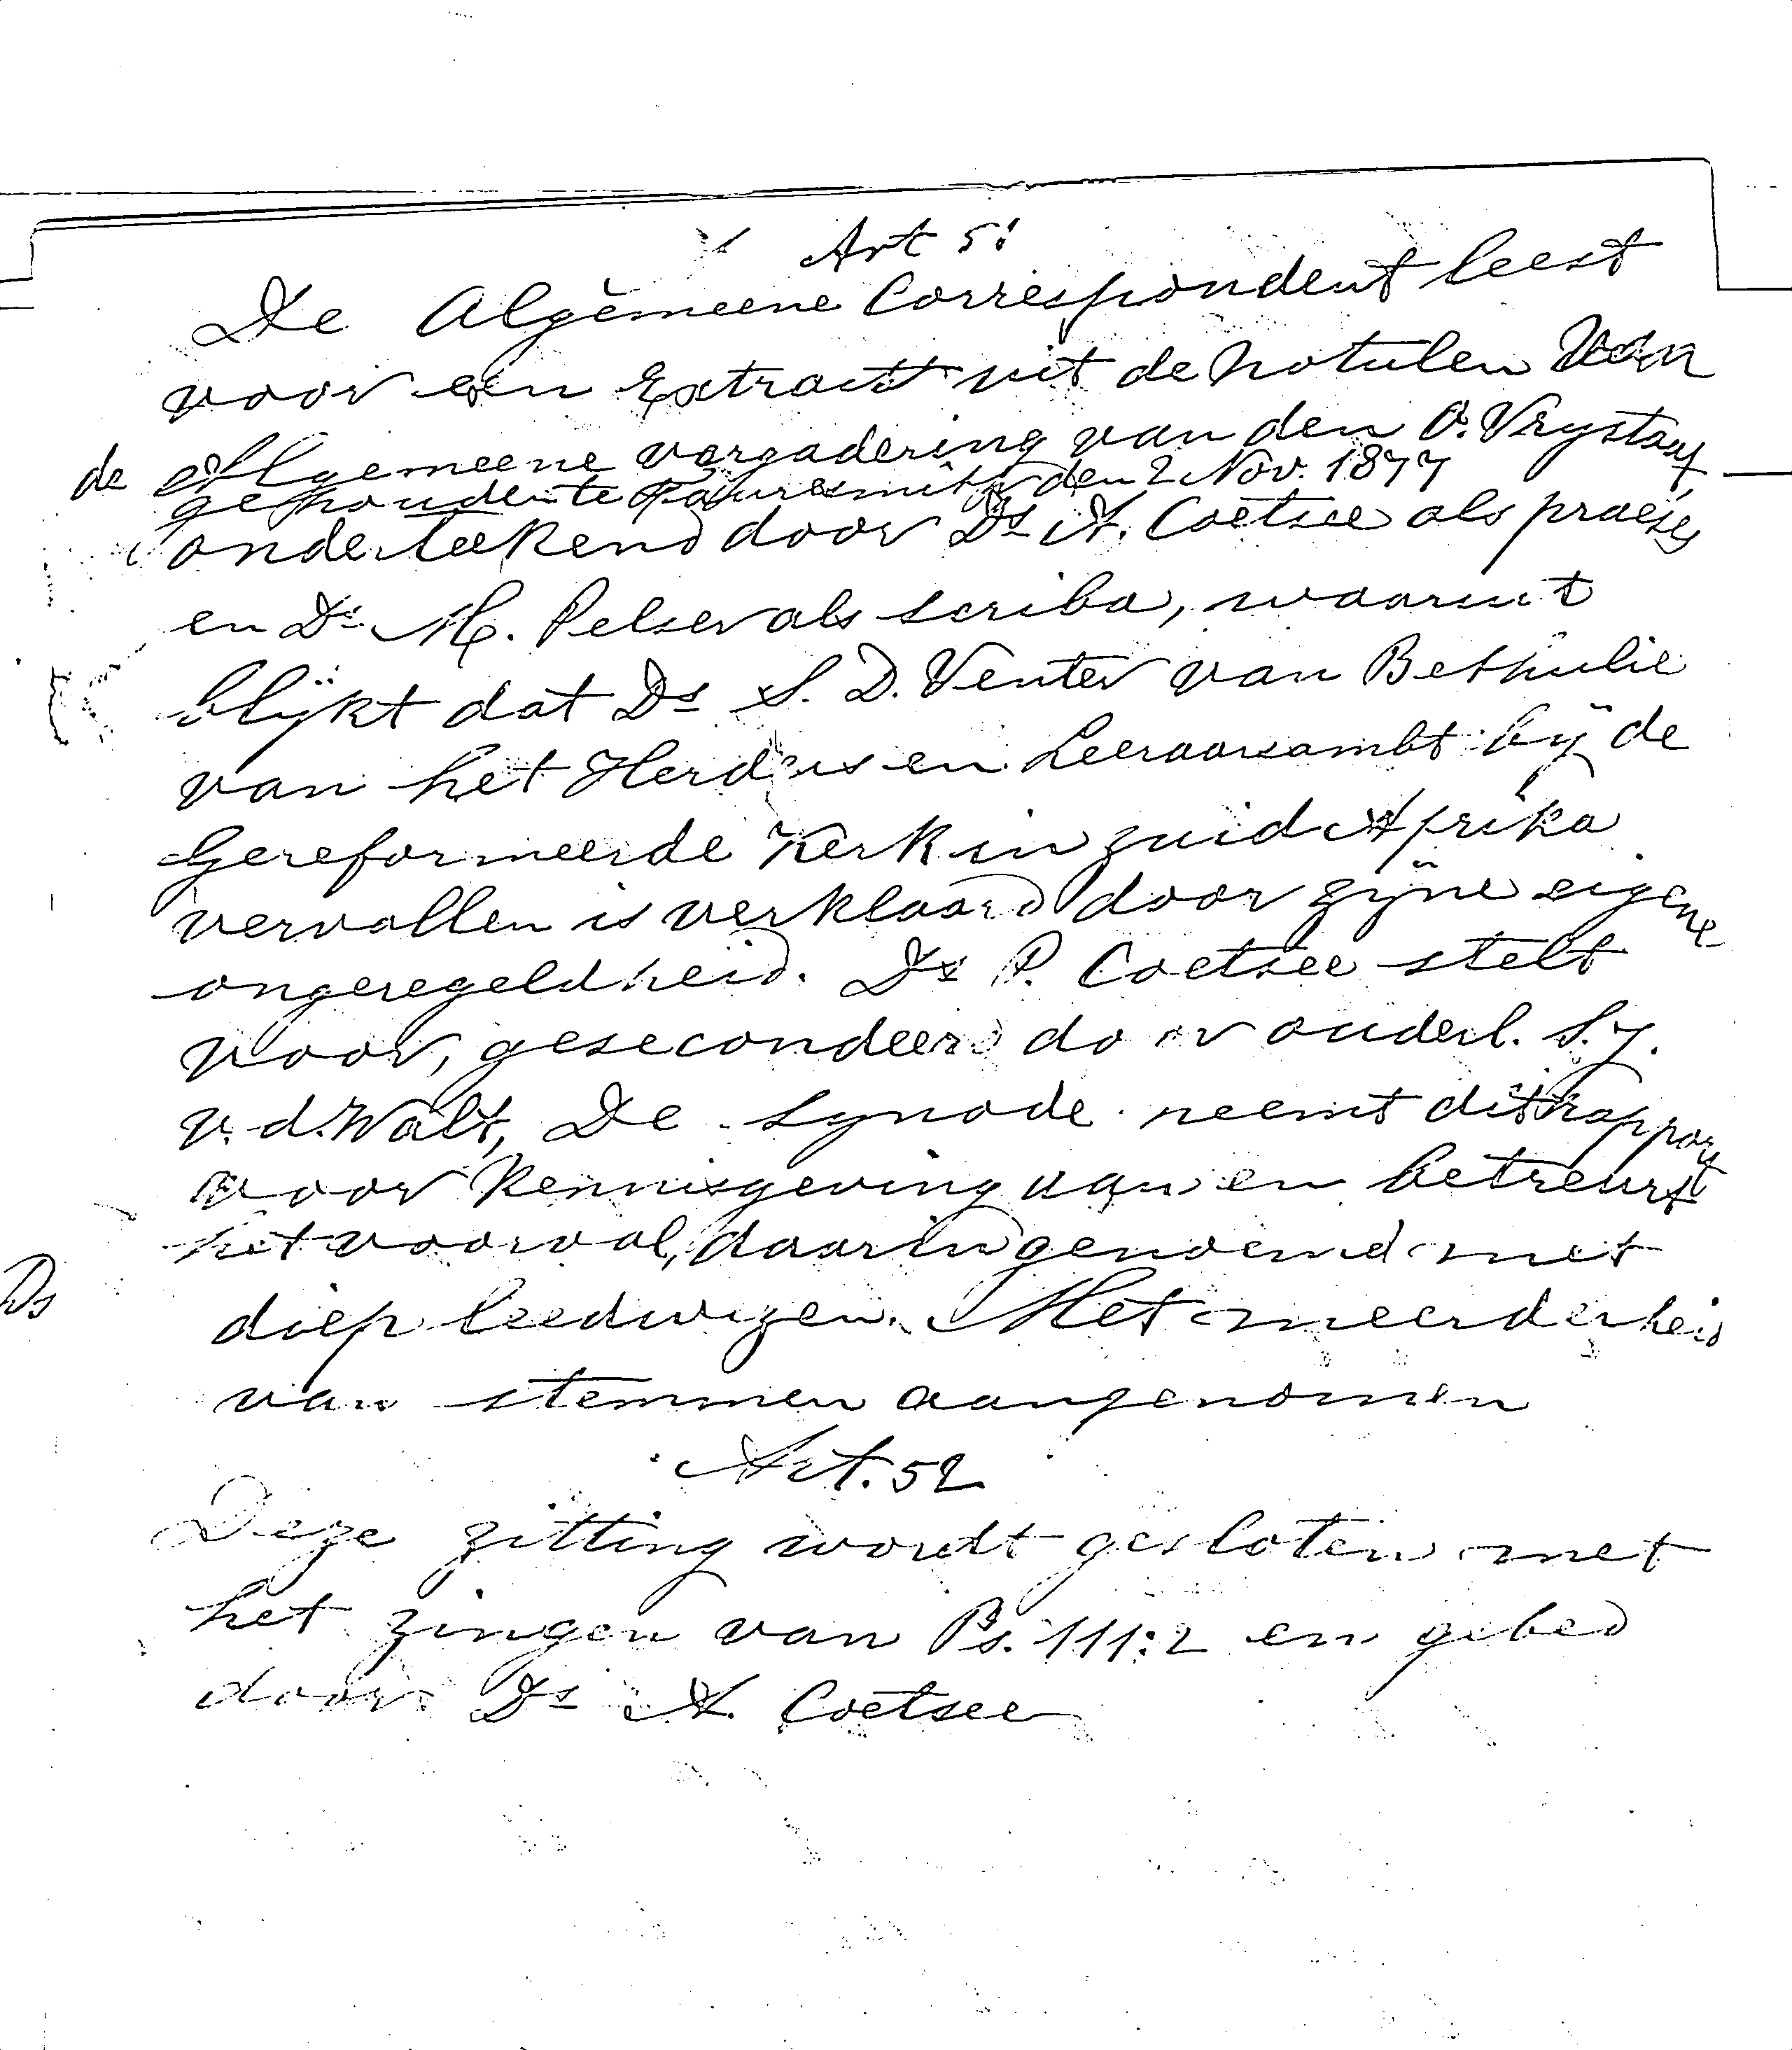 Art 51
De Algemeene Correspondent leest
voor een Extract uit de notulen van
de Algemeene vergadering van den O. Vrystaat
gehouden te Fauresmith den 2 Nov. 1877
onderteekend door Ds A. Coetsee als praeses
en Ds M. Pelser als scriba, waaruit
blijkt dat Ds S. D. Venter van Bethulie
van het Herders en Leeraarsambt bij de
Gereformeerde Kerk in Zuid Afrika
vervallen is verklaard door zijne eigene
ongeregeldheid. Ds P. Coetsee stelt
voor, gesecondeerd door ouderl. S. J.
v. d. Walt, De Synode neemt dit rapport
voor kennisgeving aan en betreurt
het voorval, daarin genoemd met
diep leedwezen. Met meerderheid
Ds
van stemmen aangenomen
Art. 52
Deze zitting wordt gesloten met
het zingen van Ps. 111:2 en gebed
door Ds A. Coetsee